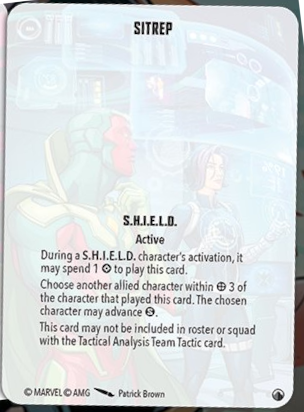 SITREP
S.H.I.E.L.D.
Active
During a S.H.I.E.L.D. character's activation, it
may spend 1 to play this card.
Choose another allied character within 3 of
the character that played this card. The chosen
character may advance S.
This card may not be included in roster or squad
with the Tactical Analysis Team Tactic card.
© MARVEL © AMG Patrick Brown